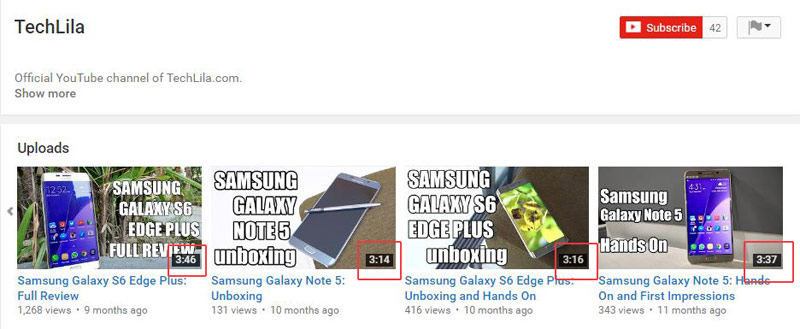 TechLila
Subscribe 42
Official YouTube channel of TechLila.com.
Show more
Uploads
12:52
SAMSUNG
GALAXY S6
EDGE PLUS
FULL REVIEW
3:46
SAMSUNG
GALAXY
NOTE 5
unboxing
3:14
SAMSUNG
GALAXY S6
EDGE PLUS
unboxing
3:16
Samsung
Galaxy Note 5
Hands On
4:31
3:37
Samsung Galaxy S6 Edge Plus:
Full Review
1,268 views • 9 months ago
Samsung Galaxy Note 5:
Unboxing
131 views • 10 months ago
Samsung Galaxy S6 Edge Plus:
Unboxing and Hands On
416 views • 10 months ago
Samsung Galaxy Note 5: Hands
On and First Impressions
343 views • 11 months ago